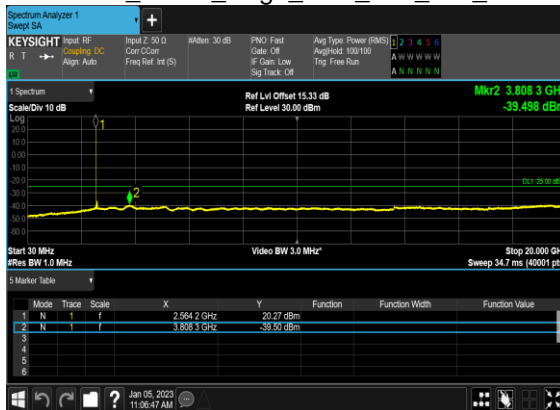 Spectrum Analyzer 1
Swept SA
+
KEYSIGHT Input: RF Input Z: 50 Ω #Atten: 30 dB PNO: Fast Avg Type: Power (RMS) 1 2 3 4 5 6
R T Coupling: DC Corr CCorr Gate: Off Avg|Hold: 100/100 A W W W W W
Align: Auto Freq Ref: Int (S) IF Gain: Low Trig: Free Run
Sig Track: Off A N N N N N
1 Spectrum Ref Lvl Offset 15.33 dB Mkr2 3.808 3 GH
Scale/Div 10 dB Ref Level 30.00 dBm -39.498 dB
Log
20.0 1
10.0
0.00
-10.0
-20.0 DL1 -25.00 dB
-30.0 2
-40.0
-50.0
-60.0
Start 30 MHz Video BW 3.0 MHz* Stop 20.000 GH
#Res BW 1.0 MHz Sweep 34.7 ms (40001 pt
5 Marker Table
Mode Trace Scale X Y Function Function Width Function Value
1 N 1 f 2.564 2 GHz 20.27 dBm
2 N 1 f 3.808 3 GHz -39.50 dBm
3
4
5
6
? Jan 05, 2023
11:06:47 AM